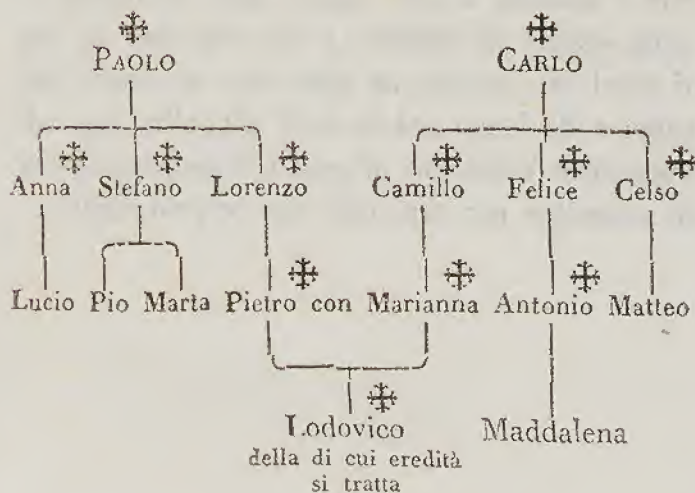 PAOLO CARLO
Anna Stefano Lorenzo Camillo Felice Celso
Lucio Pio Marta Pietro con Marianna Antonio Matteo
Lodovico Maddalena
della di cui eredità
si tratta